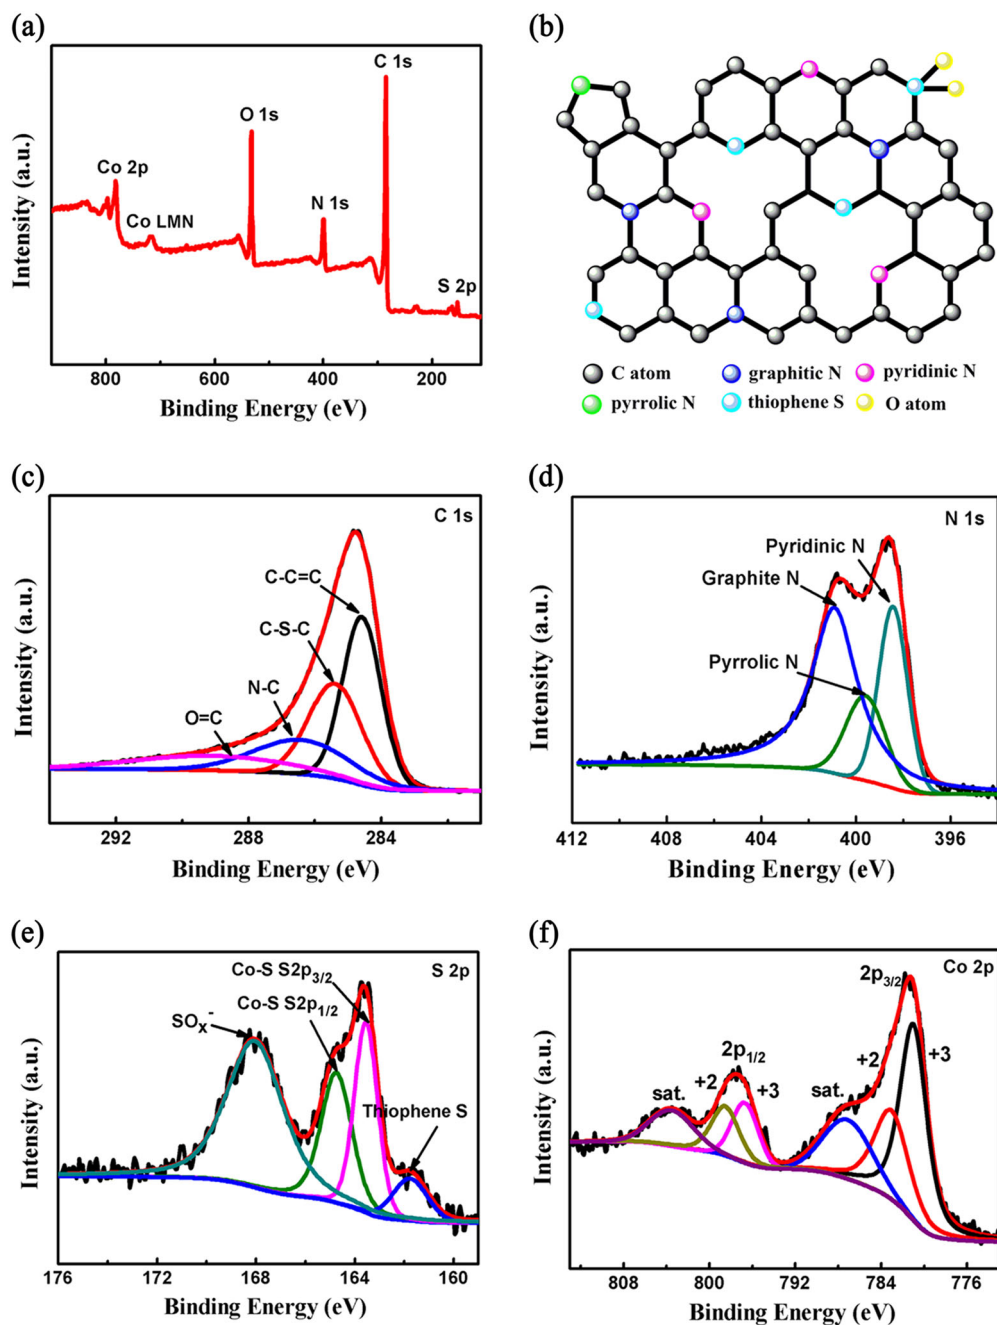 (a)
C 1s
O 1s
Co 2p
N 1s
Co LMN
S 2p
Intensity (a.u.)
800 600 400 200
Binding Energy (eV)
(b)
C atom graphitic N pyridinic N
pyrrolic N thiophene S O atom
(c)
C 1s
C-C=C
C-S-C
N-C
O=C
Intensity (a.u.)
292 288 284
Binding Energy (eV)
(d)
N 1s
Pyridinic N
Graphite N
Pyrrolic N
Intensity (a.u.)
412 408 404 400 396
Binding Energy (eV)
(e)
S 2p
Co-S S2p3/2
Co-S S2p1/2
SOx-
Thiophene S
Intensity (a.u.)
176 172 168 164 160
Binding Energy (eV)
(f)
Co 2p
2p3/2
+2 +3
2p1/2
sat. +2 +3 sat.
Intensity (a.u.)
808 800 792 784 776
Binding Energy (eV)